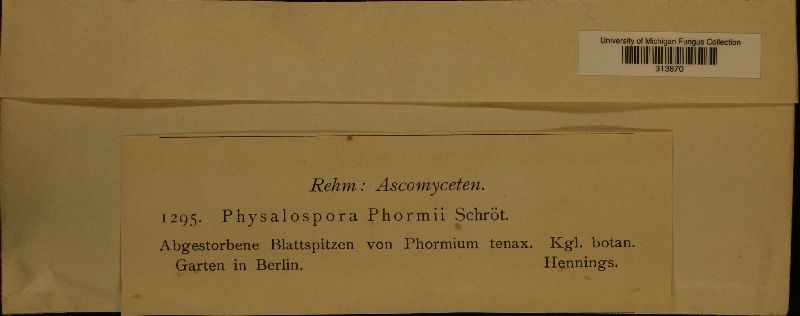 University of Michigan Fungus Collection
313870
Rehm: Ascomyceten.
1295. Physalospora Phormii Schröt.
Abgestorbene Blattspitzen von Phormium tenax. Kgl. botan.
Garten in Berlin. Hennings.